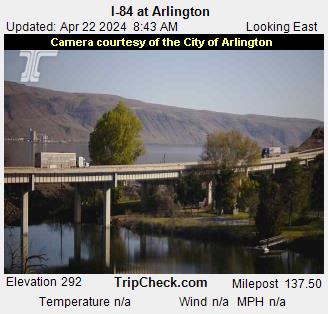 I-84 at Arlington
Updated: Apr 22 2024 8:43 AM Looking East
Camera courtesy of the City of Arlington
Elevation 292 TripCheck.com Milepost 137.50
Temperature n/a Wind n/a MPH n/a